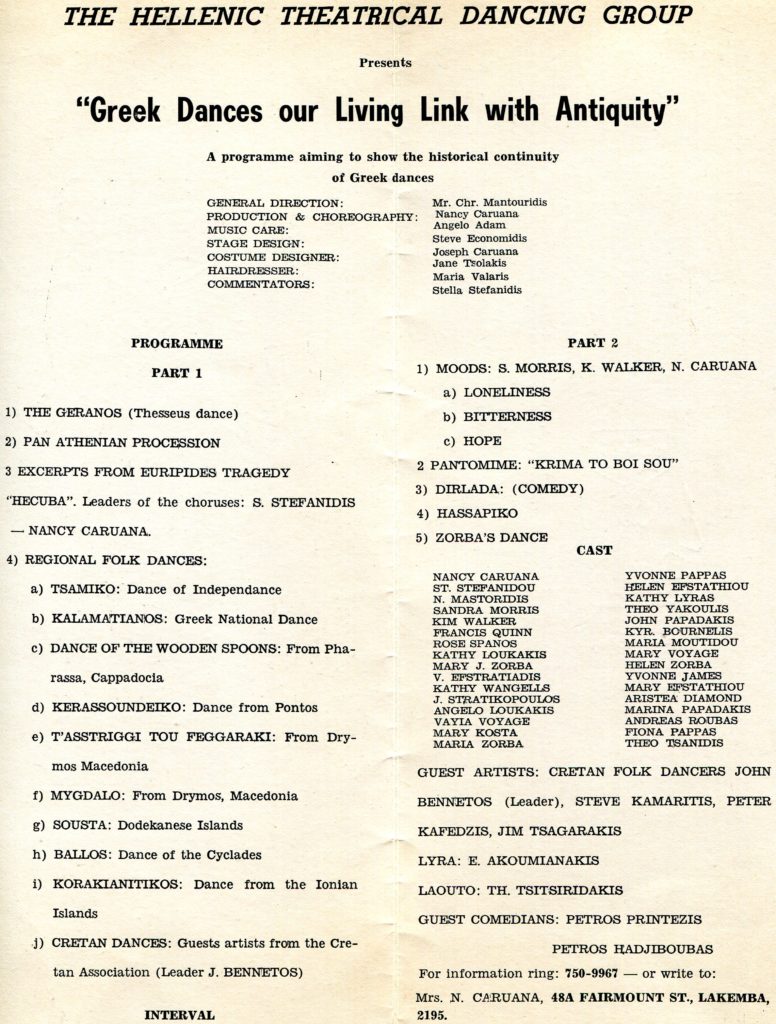 THE HELLENIC THEATRICAL DANCING GROUP
Presents
"Greek Dances our Living Link with Antiquity"
A programme aiming to show the historical continuity
of Greek dances
GENERAL DIRECTION:
PRODUCTION & CHOREOGRAPHY:
MUSIC CARE:
STAGE DESIGN:
COSTUME DESIGNER:
HAIRDRESSER:
COMMENTATORS:
Mr. Chr. Mantouridis
Nancy Caruana
Angelo Adam
Steve Economidis
Joseph Caruana
Jane Tsolakis
Maria Valaris
Stella Stefanidis
PROGRAMME
PART 1
1) THE GERANOS (Thesseus dance)
2) PAN ATHENIAN PROCESSION
3 EXCERPTS FROM EURIPIDES TRAGEDY
"HECUBA". Leaders of the choruses: S. STEFANIDIS
— NANCY CARUANA.
4) REGIONAL FOLK DANCES:
a) TSAMIKO: Dance of Independance
b) KALAMATIANOS: Greek National Dance
c) DANCE OF THE WOODEN SPOONS: From Pha-
rassa, Cappadocia
d) KERASSOUNDEIKO: Dance from Pontos
e) T'ASSTRIGGI TOU FEGGARAKI: From Dry-
mos Macedonia
f) MYGDALO: From Drymos, Macedonia
g) SOUSTA: Dodekanese Islands
h) BALLOS: Dance of the Cyclades
i) KORAKIANITIKOS: Dance from the Ionian
Islands
j) CRETAN DANCES: Guests artists from the Cre-
tan Association (Leader J. BENNETOS)
INTERVAL
PART 2
1) MOODS: S. MORRIS, K. WALKER, N. CARUANA
a) LONELINESS
b) BITTERNESS
c) HOPE
2 PANTOMIME: "KRIMA TO BOI SOU"
3) DIRLADA: (COMEDY)
4) HASSAPIKO
5) ZORBA'S DANCE
CAST
NANCY CARUANA
ST. STEFANIDOU
N. MASTORIDIS
SANDRA MORRIS
KIM WALKER
FRANCIS QUINN
ROSE SPANOS
KATHY LOUKAKIS
MARY J. ZORBA
V. EFSTRATIADIS
KATHY WANGELLS
J. STRATIKOPOULOS
ANGELO LOUKAKIS
VAYIA VOYAGE
MARY KOSTA
MARIA ZORBA
YVONNE PAPPAS
HELEN EFSTATHIOU
KATHY LYRAS
THEO YAKOULIS
JOHN PAPADAKIS
KYR. BOURNELIS
MARIA MOUTIDOU
MARY VOYAGE
HELEN ZORBA
YVONNE JAMES
MARY EFSTATHIOU
ARISTEA DIAMOND
MARINA PAPADAKIS
ANDREAS ROUBAS
FIONA PAPPAS
THEO TSANIDIS
GUEST ARTISTS: CRETAN FOLK DANCERS JOHN
BENNETOS (Leader), STEVE KAMARITIS, PETER
KAFEDZIS, JIM TSAGARAKIS
LYRA: E. AKOUMIANAKIS
LAOUTO: TH. TSITSIRIDAKIS
GUEST COMEDIANS: PETROS PRINTEZIS
PETROS HADJIBOUBAS
For information ring: 750-9967 — or write to:
Mrs. N. CARUANA, 48A FAIRMOUNT ST., LAKEMBA,
2195.